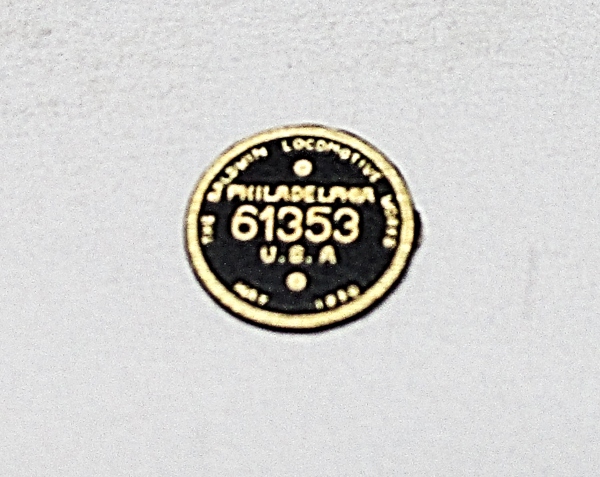 THE BALDWIN LOCOMOTIVE WORKS
PHILADELPHIA
61353
U.S.A